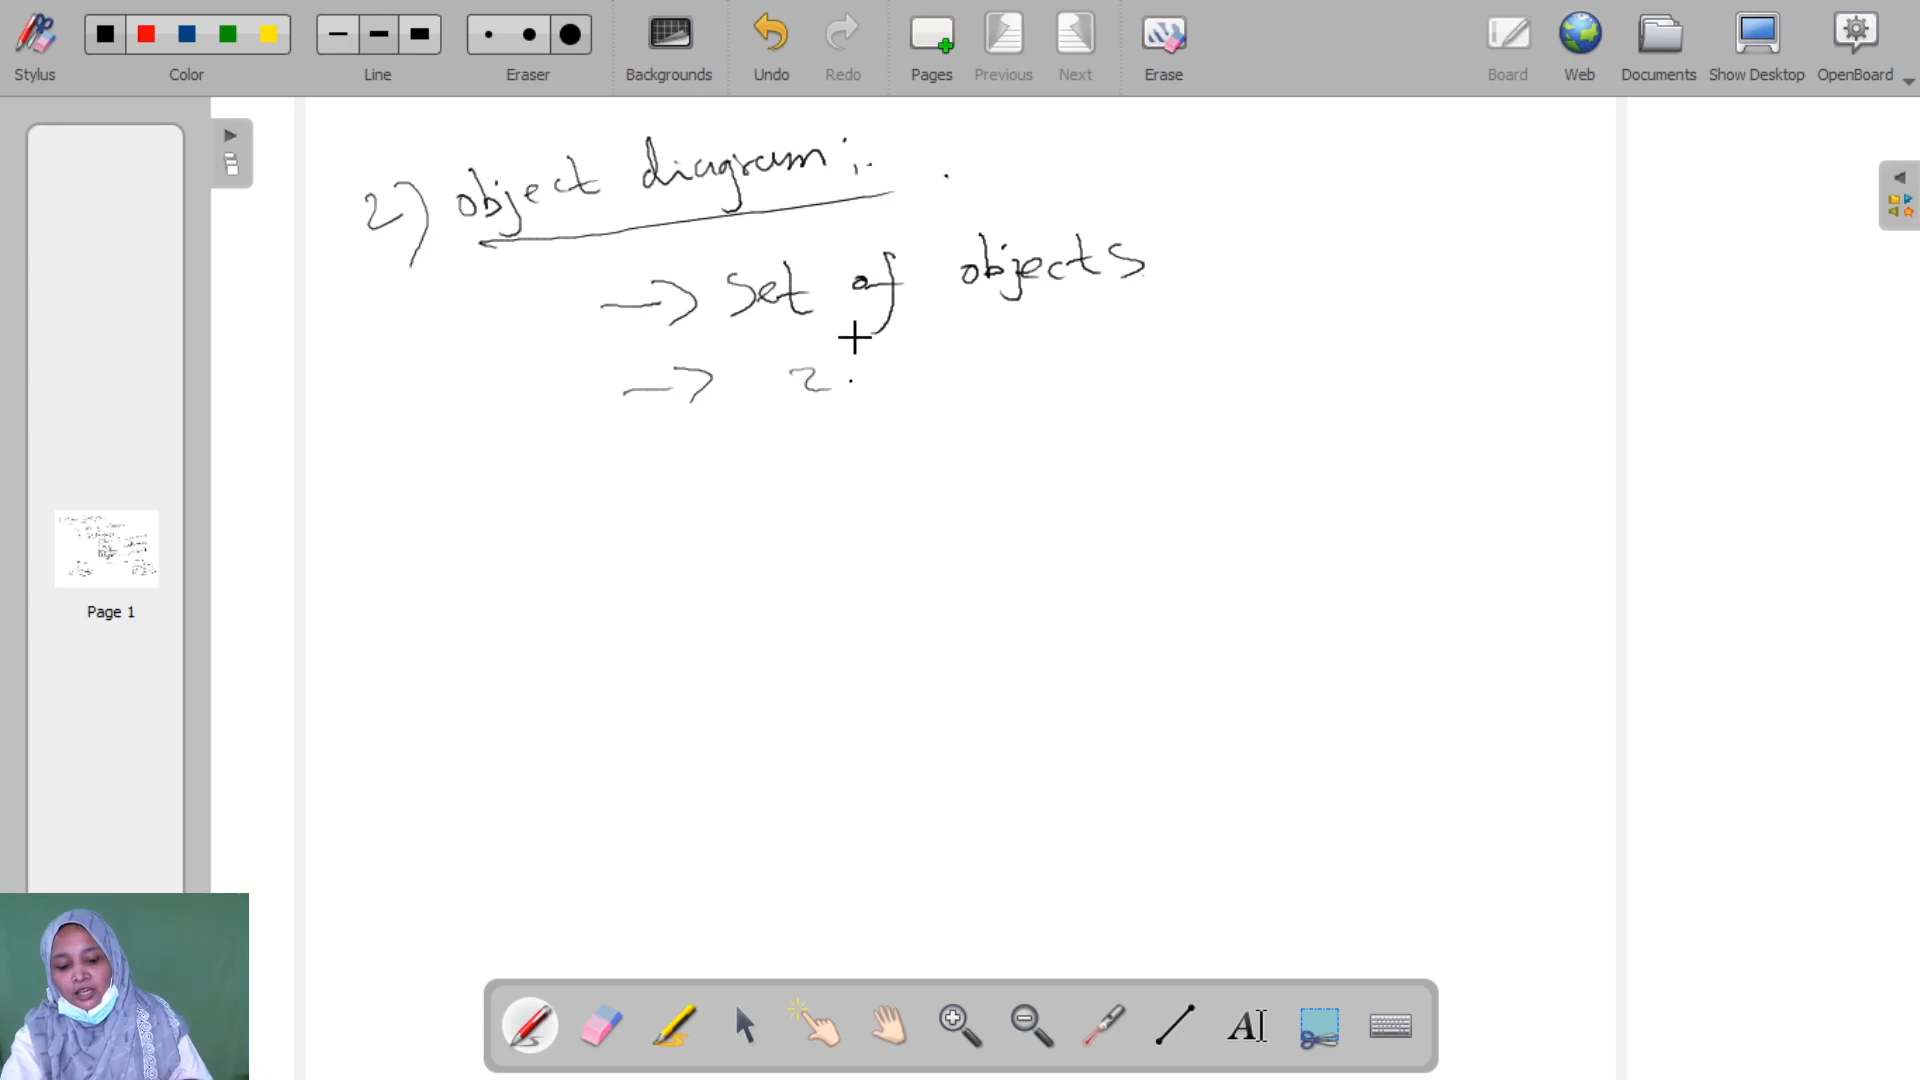 Stylus Color Line Eraser Backgrounds Undo Redo Pages Previous Next Erase Board Web Documents Show Desktop OpenBoard
2) object diagram :.
→ set of objects
→ 2
Page 1